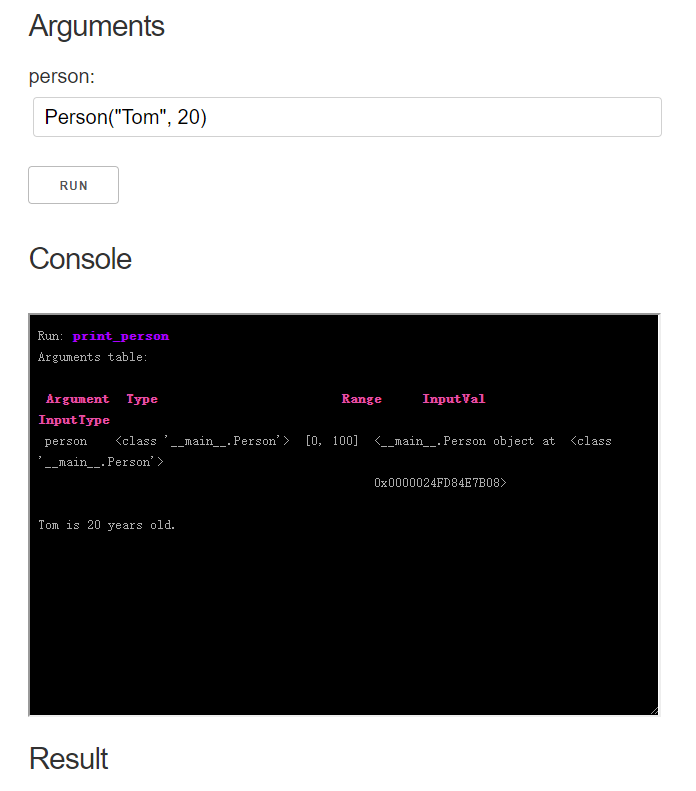 Arguments
person:
Person("Tom", 20)
RUN
Console
Run: print_person
Arguments table:
Argument Type Range InputVal
InputType
person <class '__main__.Person'> [0, 100] <__main__.Person object at <class
'__main__.Person'>
0x0000024FD84E7B08>
Tom is 20 years old.
Result